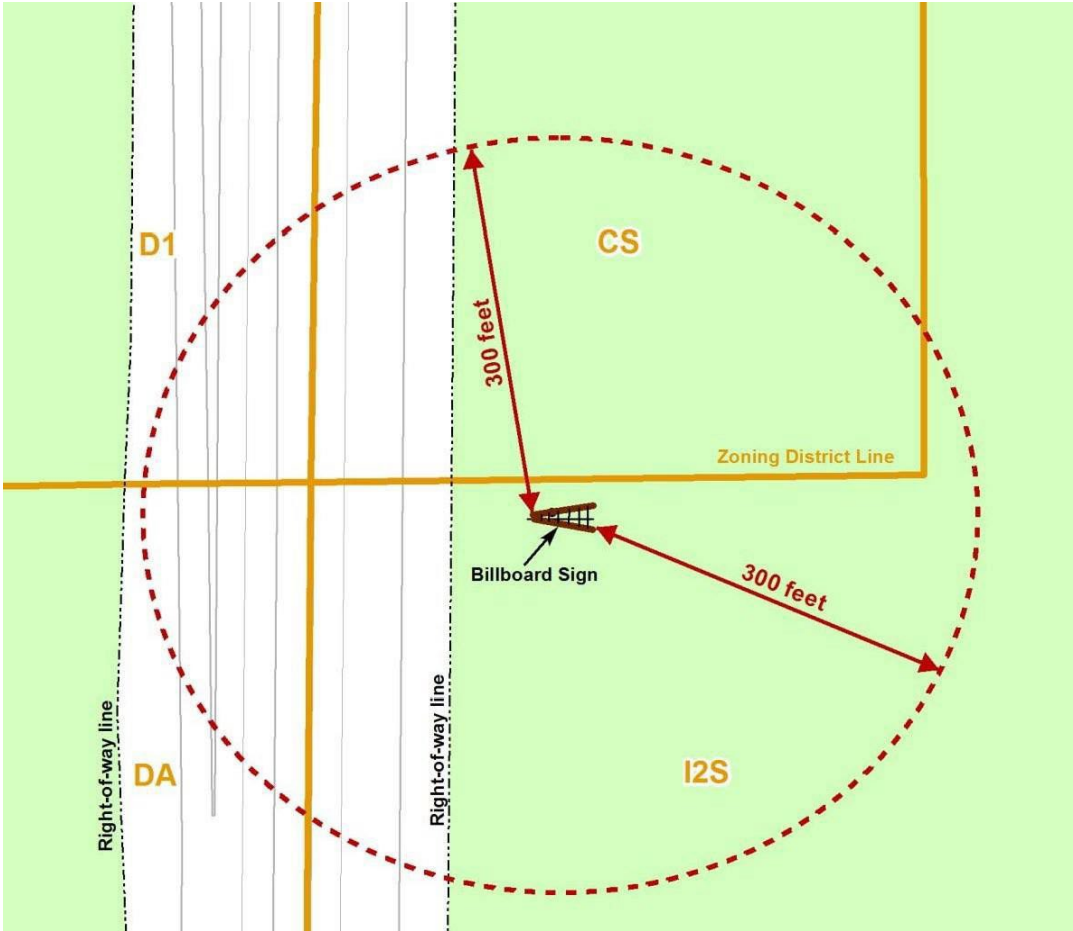 D1
CS
300 feet
Zoning District Line
Billboard Sign
300 feet
Right-of-way line
Right-of-way line
DA
I2S